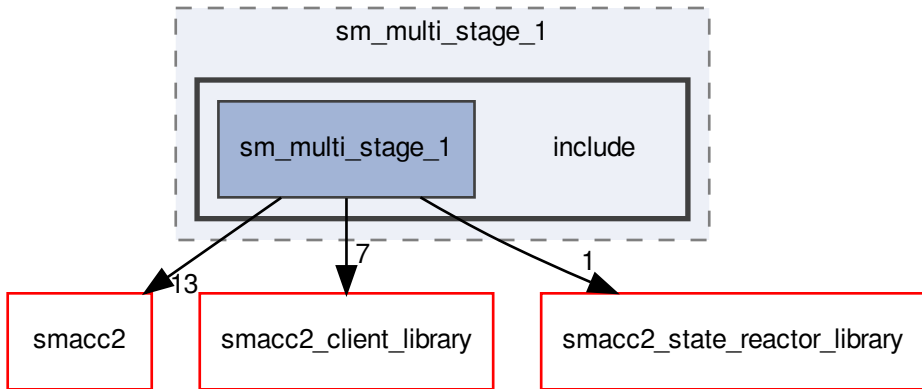 sm_multi_stage_1
sm_multi_stage_1
include
13
7
1
smacc2
smacc2_client_library
smacc2_state_reactor_library